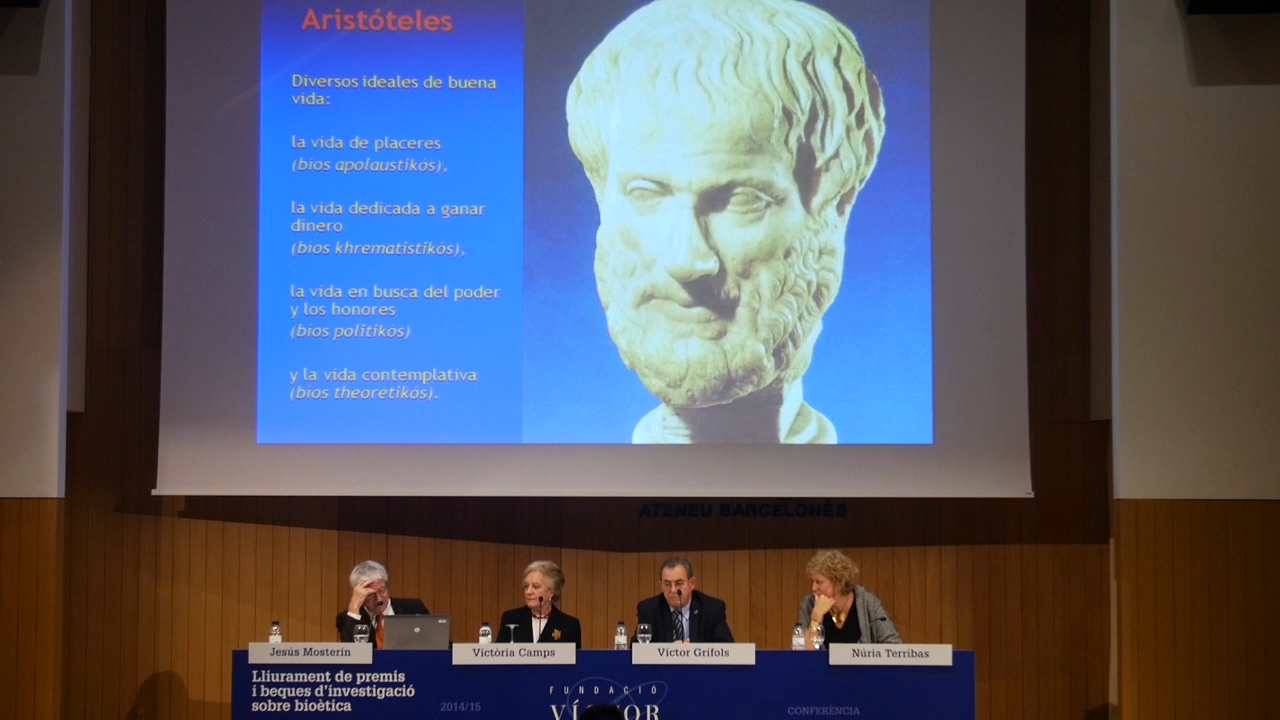 Aristóteles
Diversos ideales de buena
vida:
la vida de placeres
(bios apolaustikós),
la vida dedicada a ganar
dinero
(bios khrematistikós),
la vida en busca del poder
y los honores
(bios politikós)
y la vida contemplativa
(bios theoretikós).
ATENEU BARCELONÈS
Jesús Mosterín
Victòria Camps
Víctor Grífols
Núria Terribas
Lliurament de premis
i beques d'investigació
sobre bioètica
2014/15
FUNDACIÓ
VÍCTOR
CONFERÈNCIA